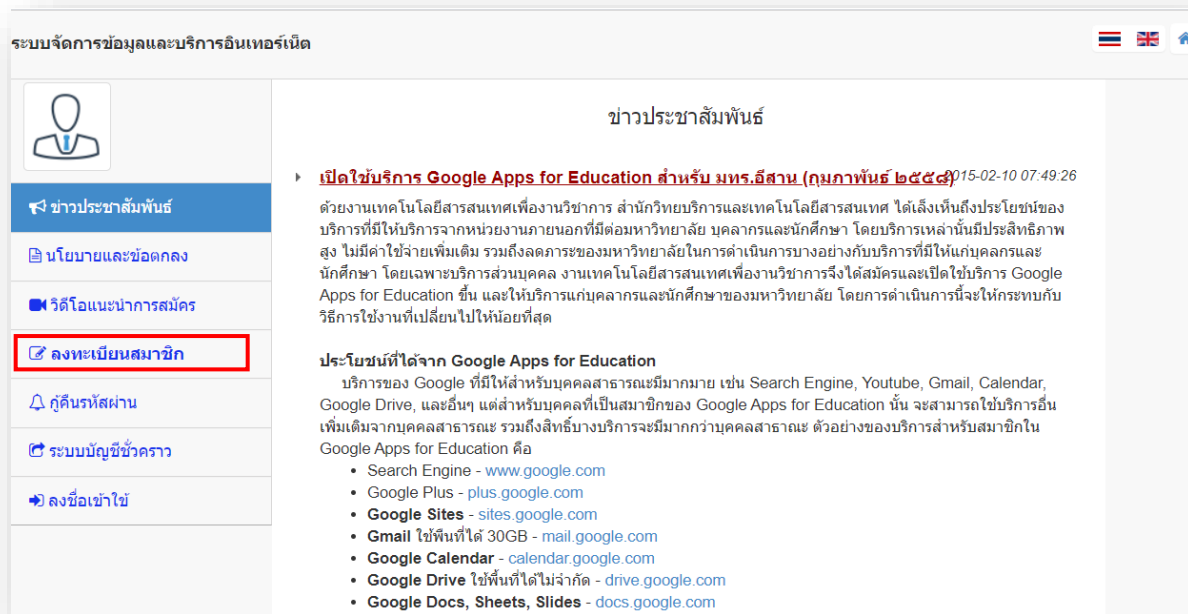 ระบบจัดการข้อมูลและบริการอินเทอร์เน็ต
ข่าวประชาสัมพันธ์
นโยบายและข้อตกลง
วิดีโอแนะนำการสมัคร
ลงทะเบียนสมาชิก
กู้คืนรหัสผ่าน
ระบบบัญชีชั่วคราว
ลงชื่อเข้าใช้
ข่าวประชาสัมพันธ์
เปิดใช้บริการ Google Apps for Education สำหรับ มทร.อีสาน (กุมภาพันธ์ ๒๕๕๘) 2015-02-10 07:49:26
ด้วยงานเทคโนโลยีสารสนเทศเพื่องานวิชาการ สำนักวิทยบริการและเทคโนโลยีสารสนเทศ ได้เล็งเห็นถึงประโยชน์ของ
บริการที่มีให้บริการจากหน่วยงานภายนอกที่มีต่อมหาวิทยาลัย บุคลากรและนักศึกษา โดยบริการเหล่านั้นมีประสิทธิภาพ
สูง ไม่มีค่าใช้จ่ายเพิ่มเติม รวมถึงลดภาระของมหาวิทยาลัยในการดำเนินการบางอย่างกับบริการที่มีให้แก่บุคลกรและ
นักศึกษา โดยเฉพาะบริการส่วนบุคคล งานเทคโนโลยีสารสนเทศเพื่องานวิชาการจึงได้สมัครและเปิดใช้บริการ Google
Apps for Education ขึ้น และให้บริการแก่บุคลากรและนักศึกษาของมหาวิทยาลัย โดยการดำเนินการนี้จะให้กระทบกับ
วิธีการใช้งานที่เปลี่ยนไปให้น้อยที่สุด
ประโยชน์ที่ได้จาก Google Apps for Education
บริการของ Google ที่มีให้สำหรับบุคคลสาธารณะมีมากมาย เช่น Search Engine, Youtube, Gmail, Calendar,
Google Drive, และอื่นๆ แต่สำหรับบุคคลที่เป็นสมาชิกของ Google Apps for Education นั้น จะสามารถใช้บริการอื่น
เพิ่มเติมจากบุคคลสาธารณะ รวมถึงสิทธิ์บางบริการจะมีมากกว่าบุคคลสาธาณะ ตัวอย่างของบริการสำหรับสมาชิกใน
Google Apps for Education คือ
• Search Engine - www.google.com
• Google Plus - plus.google.com
• Google Sites - sites.google.com
• Gmail ใช้พื้นที่ได้ 30GB - mail.google.com
• Google Calendar - calendar.google.com
• Google Drive ใช้พื้นที่ได้ไม่จำกัด - drive.google.com
• Google Docs, Sheets, Slides - docs.google.com